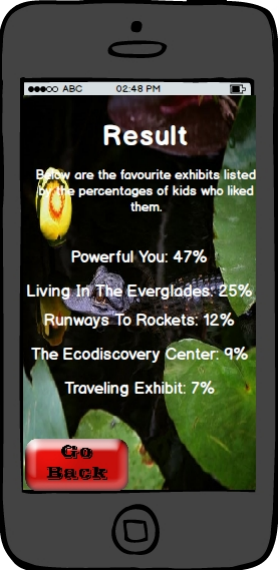 ABC 02:48 PM
Result
Below are the favourite exhibits listed
by the percentages of kids who liked
them.
Powerful You: 47%
Living In The Everglades: 25%
Runways To Rockets: 12%
The Ecodiscovery Center: 9%
Traveling Exhibit: 7%
Go
Back